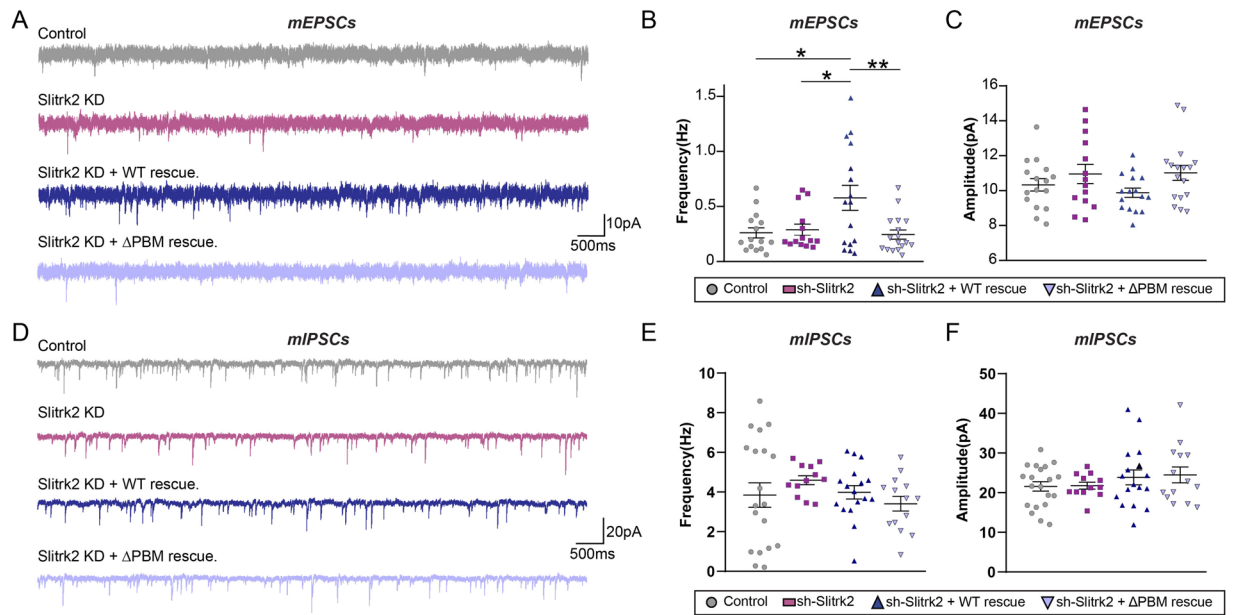 A
mEPSCs
Control
Slitrk2 KD
Slitrk2 KD + WT rescue.
Slitrk2 KD + ΔPBM rescue.
10pA
500ms
B
mEPSCs
*
*
**
Frequency(Hz)
1.5
1.0
0.5
0
C
mEPSCs
Amplitude(pA)
16
14
12
10
8
6
Control sh-Slitrk2 sh-Slitrk2 + WT rescue sh-Slitrk2 + ΔPBM rescue
D
mIPSCs
Control
Slitrk2 KD
Slitrk2 KD + WT rescue.
Slitrk2 KD + ΔPBM rescue.
20pA
500ms
E
mIPSCs
Frequency(Hz)
10
8
6
4
2
0
F
mIPSCs
Amplitude(pA)
50
40
30
20
10
0
Control sh-Slitrk2 sh-Slitrk2 + WT rescue sh-Slitrk2 + ΔPBM rescue